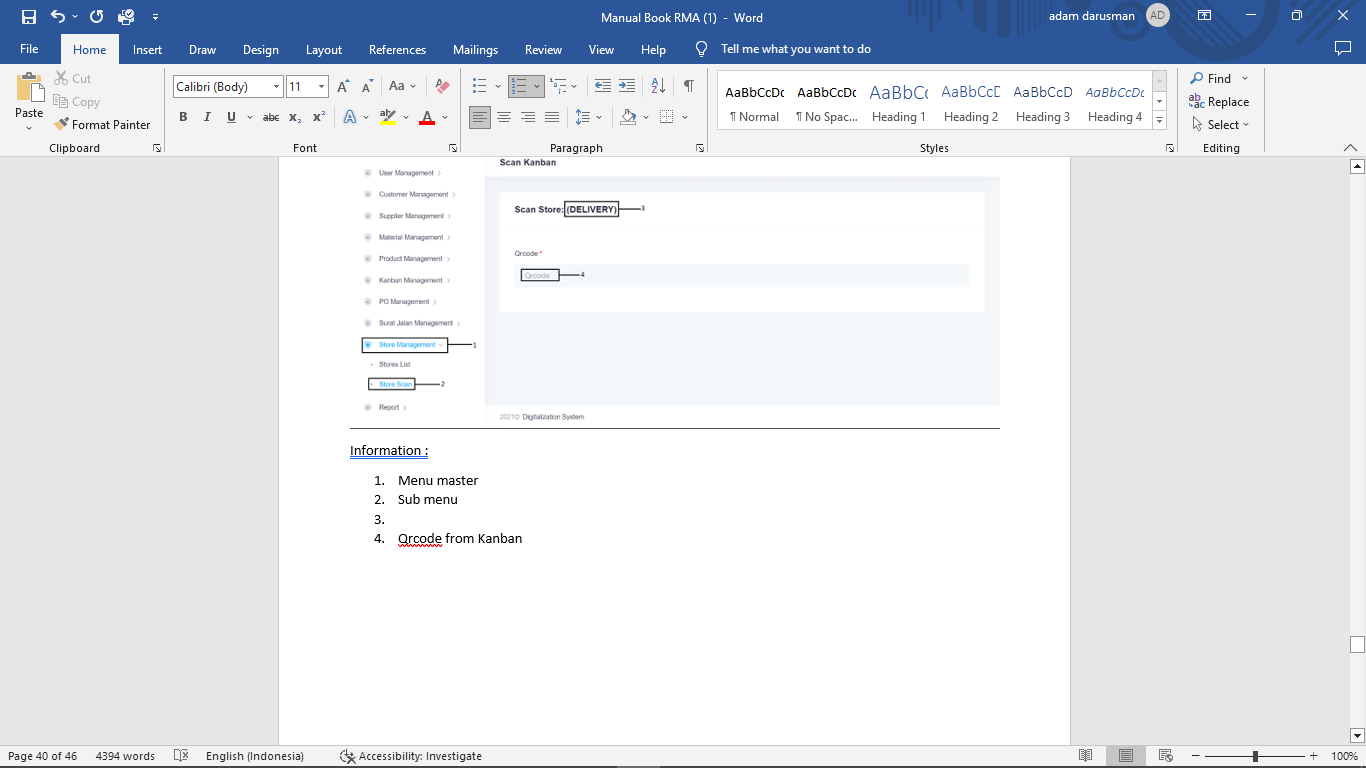 Manual Book RMA (1) - Word
adam darusman AD
File Home Insert Draw Design Layout References Mailings Review View Help Tell me what you want to do
Paste
Cut
Copy
Format Painter
Clipboard
Calibri (Body) 11
Font
Paragraph
AaBbCcDc AaBbCcDc AaBbCc AaBbCcD AaBbCcD AaBbCcDc
¶ Normal ¶ No Spac... Heading 1 Heading 2 Heading 3 Heading 4
Styles
Find
Replace
Select
Editing
Scan Kanban
User Management
Customer Management
Supplier Management
Material Management
Product Management
Kanban Management
PO Management
Surat Jalan Management
Store Management 1
Stores List
Store Scan 2
Report
Scan Store: (DELIVERY) 3
Qrcode *
Qrcode 4
2021© Digitalization System
Information :
1. Menu master
2. Sub menu
3.
4. Qrcode from Kanban
Page 40 of 46 4394 words English (Indonesia) Accessibility: Investigate 100%